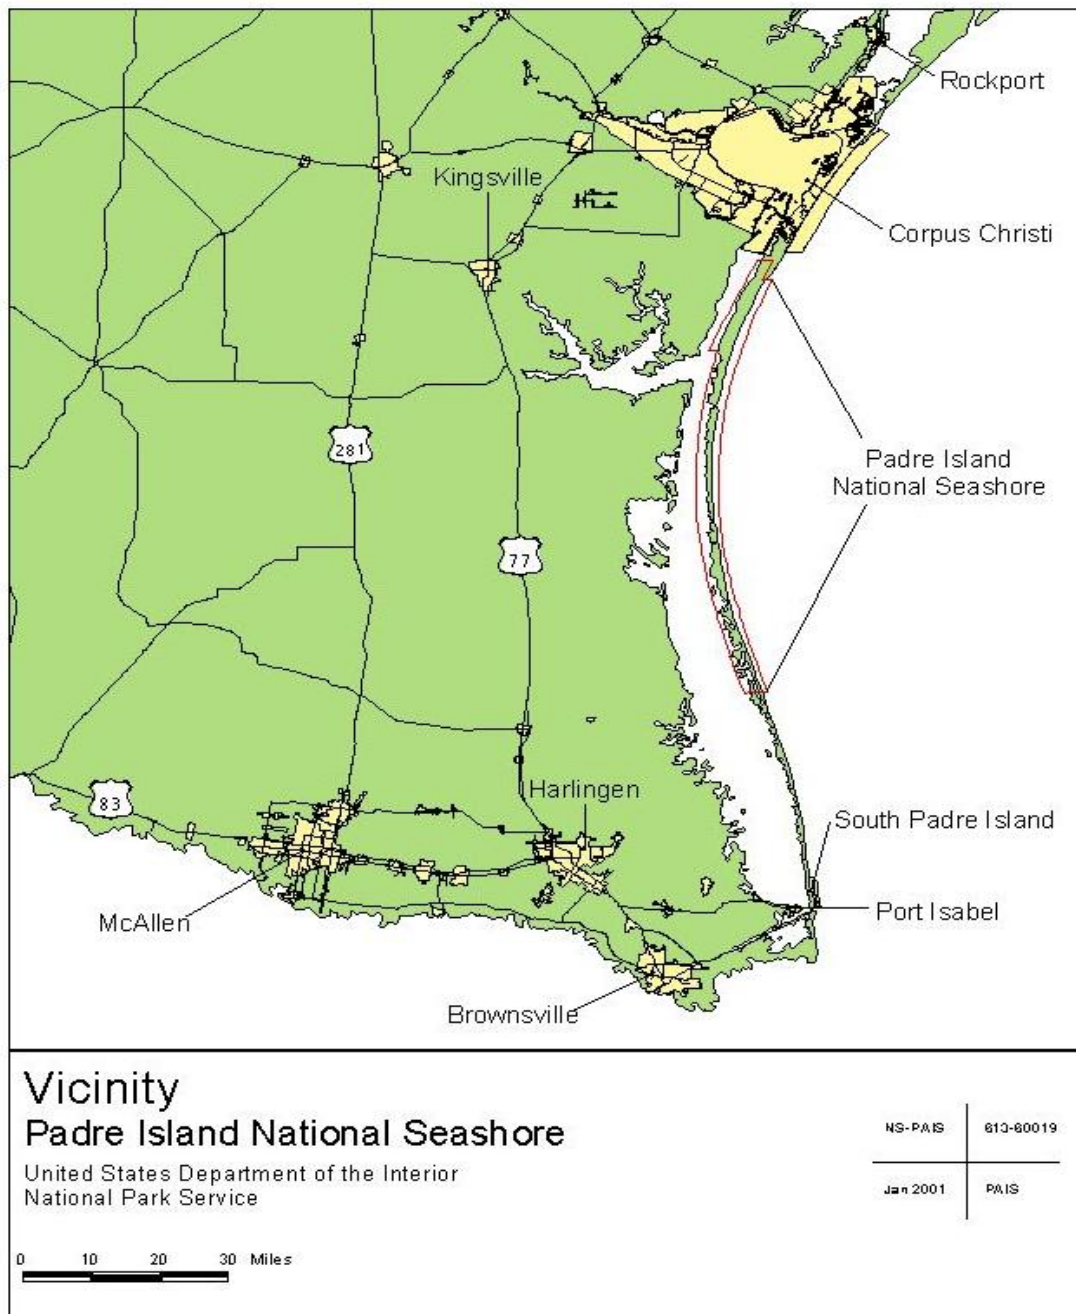 Rockport
Kingsville
Corpus Christi
Padre Island
National Seashore
281
77
83
Harlingen
South Padre Island
McAllen
Port Isabel
Brownsville
Vicinity
Padre Island National Seashore
United States Department of the Interior
National Park Service
NS-PAIS
613-60019
Jan 2001
PAIS
0 10 20 30 Miles